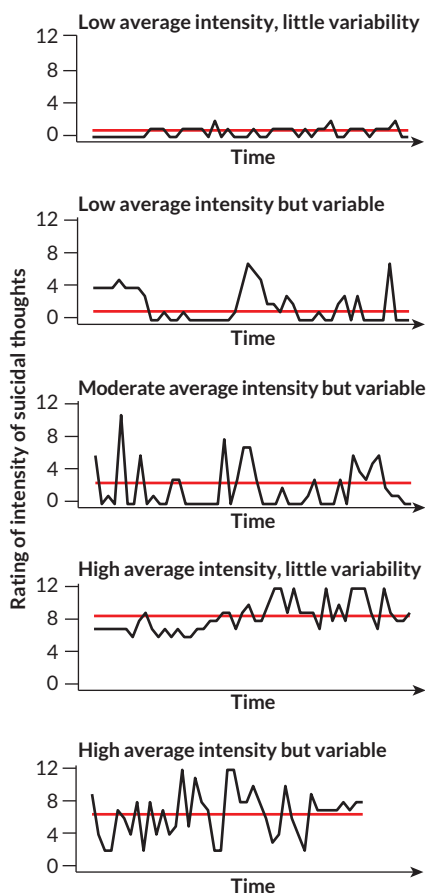 Rating of intensity of suicidal thoughts
Low average intensity, little variability
12
8
4
0
Time
Low average intensity but variable
12
8
4
0
Time
Moderate average intensity but variable
12
8
4
0
Time
High average intensity, little variability
12
8
4
0
Time
High average intensity but variable
12
8
4
0
Time